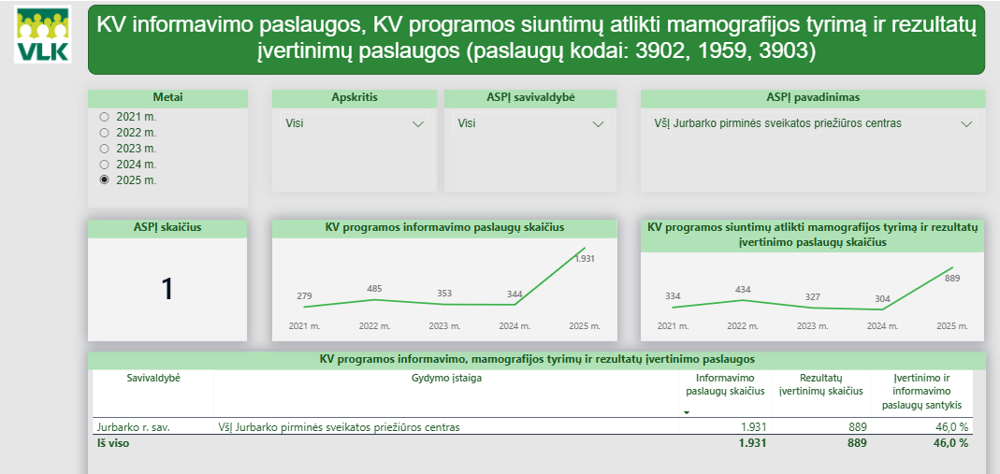 VLK
KV informavimo paslaugos, KV programos siuntimų atlikti mamografijos tyrimą ir rezultatų
įvertinimų paslaugos (paslaugų kodai: 3902, 1959, 3903)
Metai
2021 m.
2022 m.
2023 m.
2024 m.
2025 m.
Apskritis
Visi
ASPĮ savivaldybė
Visi
ASPĮ pavadinimas
VšĮ Jurbarko pirminės sveikatos priežiūros centras
ASPĮ skaičius
1
KV programos informavimo paslaugų skaičius
279
485
353
344
1.931
2021 m.
2022 m.
2023 m.
2024 m.
2025 m.
KV programos siuntimų atlikti mamografijos tyrimą ir rezultatų
įvertinimo paslaugų skaičius
334
434
327
304
889
2021 m.
2022 m.
2023 m.
2024 m.
2025 m.
KV programos informavimo, mamografijos tyrimų ir rezultatų įvertinimo paslaugos
Savivaldybė
Gydymo įstaiga
Informavimo
paslaugų skaičius
Rezultatų
įvertinimų skaičius
Įvertinimo ir
informavimo
paslaugų santykis
Jurbarko r. sav. VšĮ Jurbarko pirminės sveikatos priežiūros centras 1.931 889 46,0 %
Iš viso 1.931 889 46,0 %